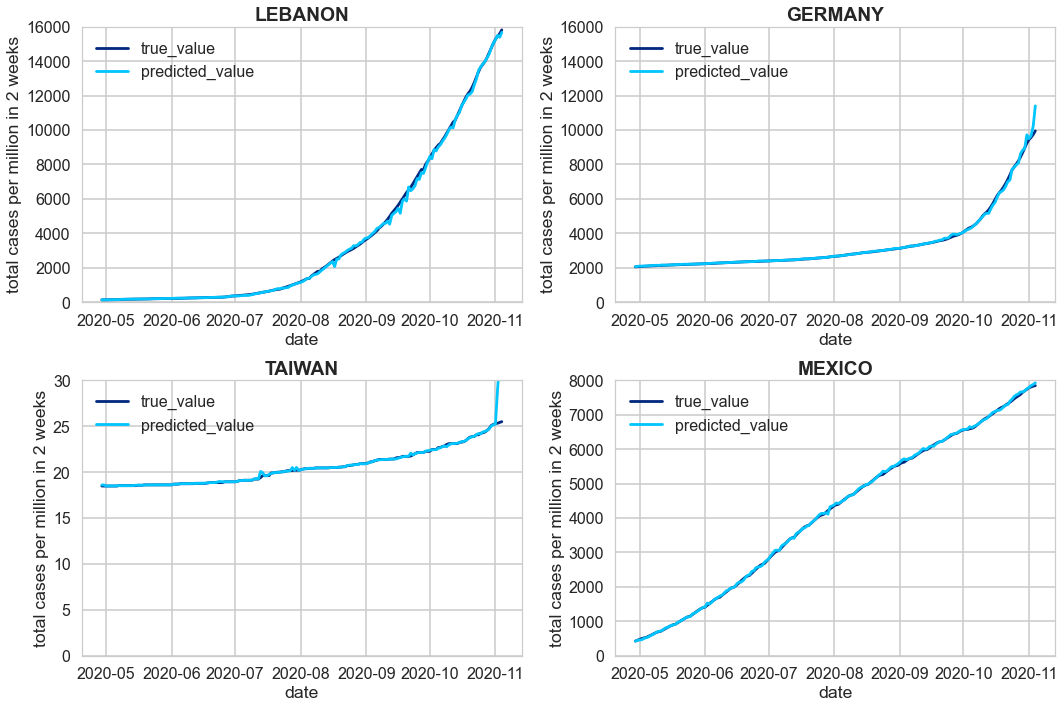 LEBANON
total cases per million in 2 weeks
16000
14000
12000
10000
8000
6000
4000
2000
0
true_value
predicted_value
2020-05 2020-06 2020-07 2020-08 2020-09 2020-10 2020-11
date
GERMANY
total cases per million in 2 weeks
16000
14000
12000
10000
8000
6000
4000
2000
0
true_value
predicted_value
2020-05 2020-06 2020-07 2020-08 2020-09 2020-10 2020-11
date
TAIWAN
total cases per million in 2 weeks
30
25
20
15
10
5
0
true_value
predicted_value
2020-05 2020-06 2020-07 2020-08 2020-09 2020-10 2020-11
date
MEXICO
total cases per million in 2 weeks
8000
7000
6000
5000
4000
3000
2000
1000
0
true_value
predicted_value
2020-05 2020-06 2020-07 2020-08 2020-09 2020-10 2020-11
date